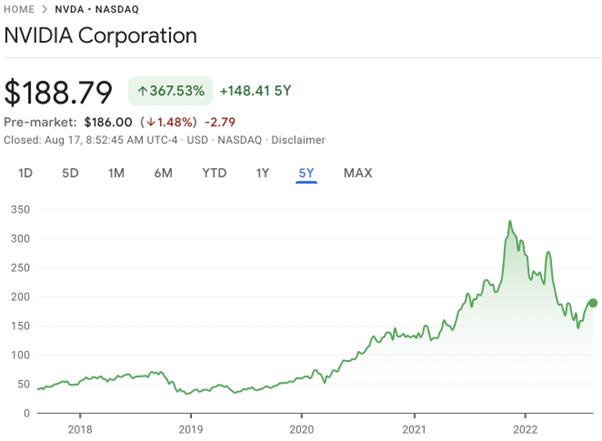 HOME > NVDA • NASDAQ
NVIDIA Corporation
$188.79 ↑367.53% +148.41 5Y
Pre-market: $186.00 (↓1.48%) -2.79
Closed: Aug 17, 8:52:45 AM UTC-4 · USD · NASDAQ · Disclaimer
1D 5D 1M 6M YTD 1Y 5Y MAX
350
300
250
200
150
100
50
0
2018 2019 2020 2021 2022